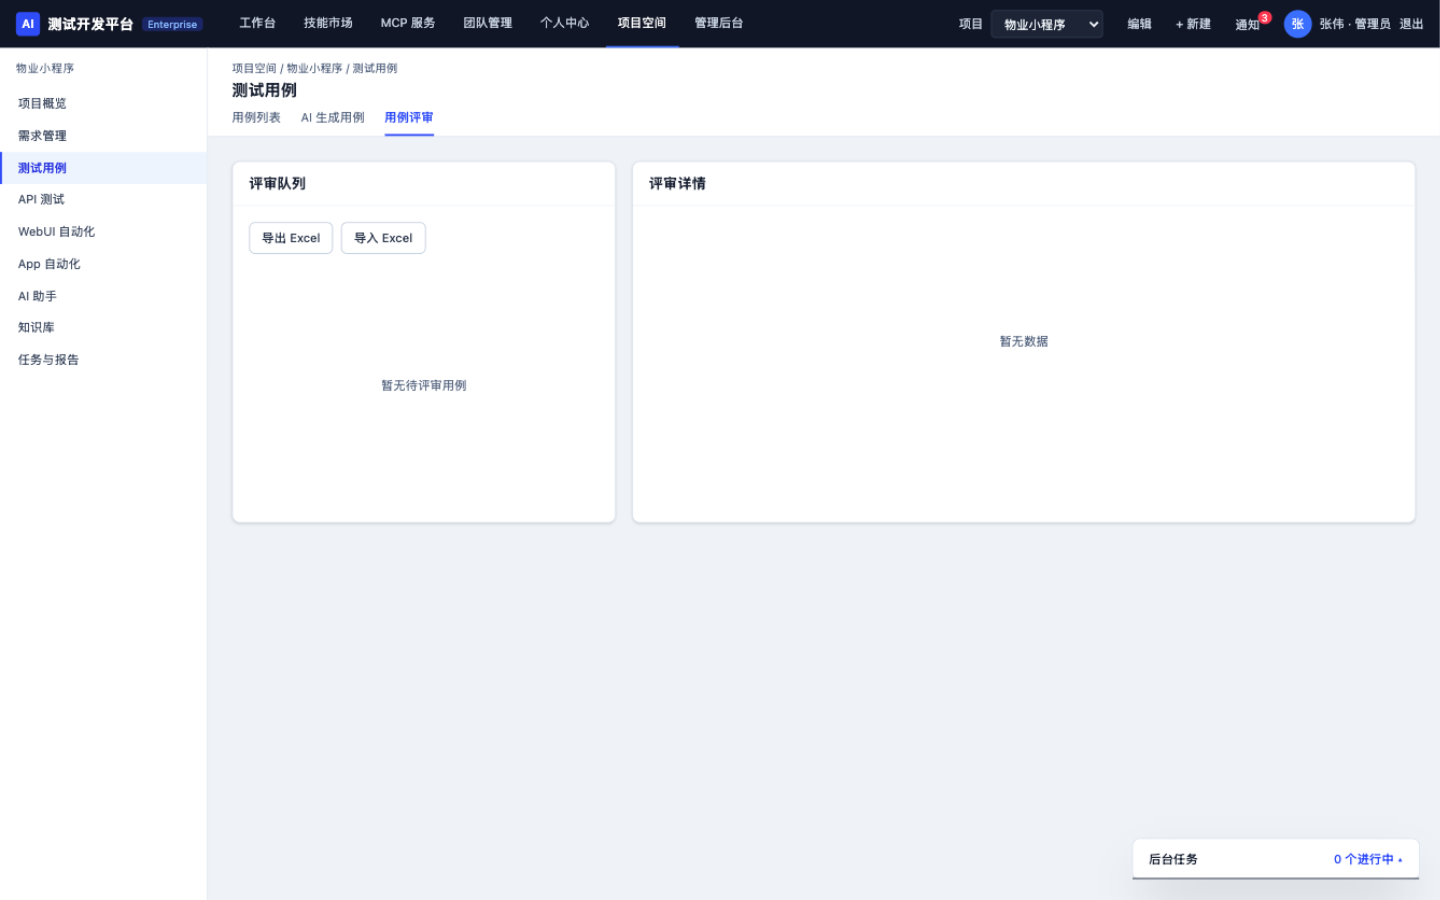 AI 测试开发平台 Enterprise 工作台 技能市场 MCP 服务 团队管理 个人中心 项目空间 管理后台 项目 物业小程序 编辑 + 新建 通知 3 张 张伟 · 管理员 退出
物业小程序
项目概览
需求管理
测试用例
API 测试
WebUI 自动化
App 自动化
AI 助手
知识库
任务与报告
项目空间 / 物业小程序 / 测试用例
测试用例
用例列表 AI 生成用例 用例评审
评审队列
导出 Excel 导入 Excel
暂无待评审用例
评审详情
暂无数据
后台任务 0 个进行中